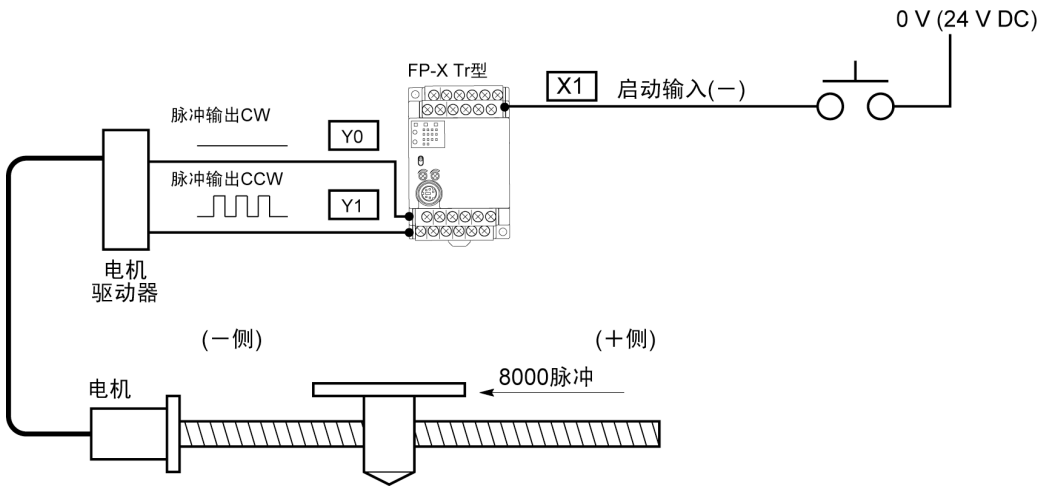 0 V (24 V DC)
FP-X Tr型
X1
启动输入(－)
脉冲输出CW
Y0
脉冲输出CCW
Y1
电机
驱动器
(－侧)
(＋侧)
8000脉冲
电机